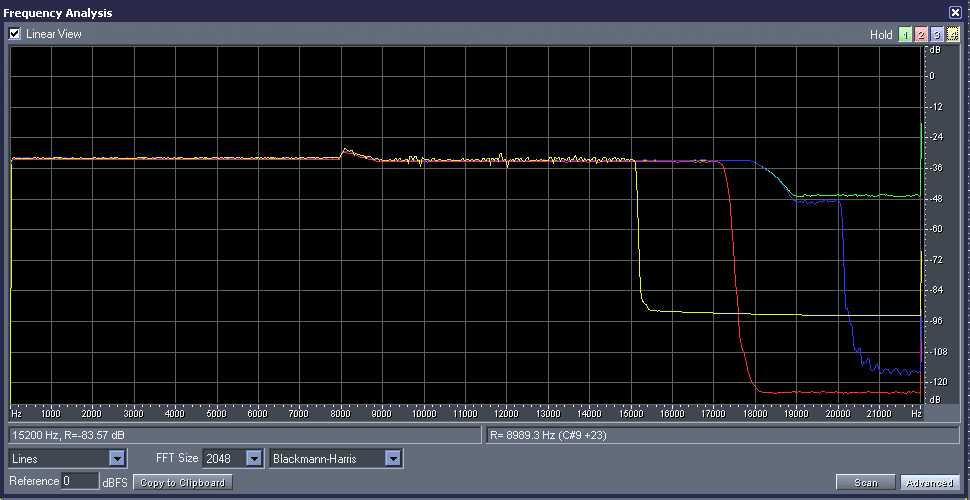 Frequency Analysis
Linear View
Hold 1 2 3 4
dB
-0
-12
-24
-36
-48
-60
-72
-84
-96
-108
-120
dB
Hz 1000 2000 3000 4000 5000 6000 7000 8000 9000 10000 11000 12000 13000 14000 15000 16000 17000 18000 19000 20000 21000 Hz
15200 Hz, R=-83.57 dB
R= 8989.3 Hz (C#9 +23)
Lines FFT Size 2048 Blackmann-Harris
Reference 0 dBFS Copy to Clipboard Scan Advanced